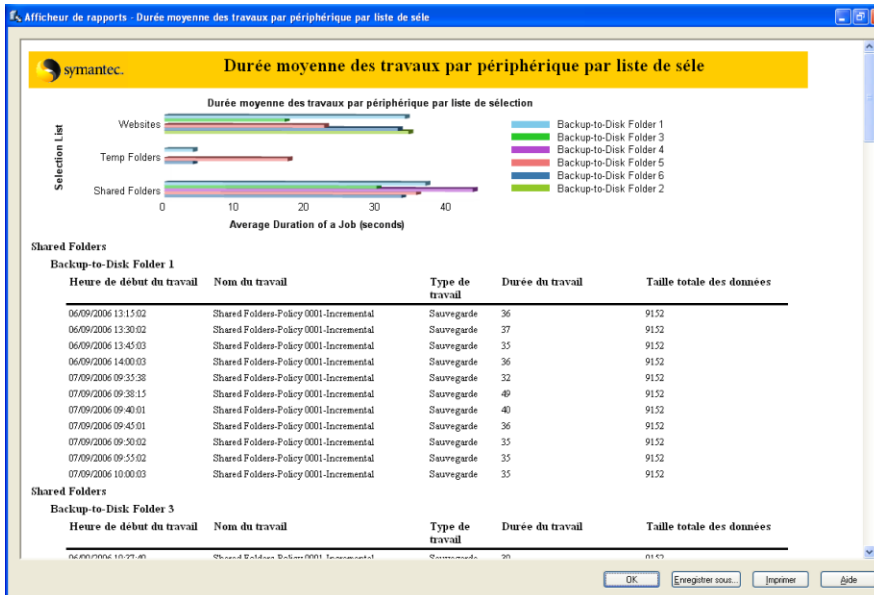 Afficheur de rapports - Durée moyenne des travaux par périphérique par liste de séle
symantec.
Durée moyenne des travaux par périphérique par liste de séle
Durée moyenne des travaux par périphérique par liste de sélection
Selection List
Websites
Temp Folders
Shared Folders
0 10 20 30 40
Average Duration of a Job (seconds)
Backup-to-Disk Folder 1
Backup-to-Disk Folder 3
Backup-to-Disk Folder 4
Backup-to-Disk Folder 5
Backup-to-Disk Folder 6
Backup-to-Disk Folder 2
Shared Folders
Backup-to-Disk Folder 1
Heure de début du travail Nom du travail Type de travail Durée du travail Taille totale des données
06/09/2006 13:15:02 Shared Folders-Policy 0001-Incremental Sauvegarde 36 9152
06/09/2006 13:30:02 Shared Folders-Policy 0001-Incremental Sauvegarde 37 9152
06/09/2006 13:45:03 Shared Folders-Policy 0001-Incremental Sauvegarde 35 9152
06/09/2006 14:00:03 Shared Folders-Policy 0001-Incremental Sauvegarde 36 9152
07/09/2006 09:35:38 Shared Folders-Policy 0001-Incremental Sauvegarde 32 9152
07/09/2006 09:38:15 Shared Folders-Policy 0001-Incremental Sauvegarde 49 9152
07/09/2006 09:40:01 Shared Folders-Policy 0001-Incremental Sauvegarde 40 9152
07/09/2006 09:45:01 Shared Folders-Policy 0001-Incremental Sauvegarde 36 9152
07/09/2006 09:50:02 Shared Folders-Policy 0001-Incremental Sauvegarde 35 9152
07/09/2006 09:55:02 Shared Folders-Policy 0001-Incremental Sauvegarde 35 9152
07/09/2006 10:00:03 Shared Folders-Policy 0001-Incremental Sauvegarde 35 9152
Shared Folders
Backup-to-Disk Folder 3
Heure de début du travail Nom du travail Type de travail Durée du travail Taille totale des données
Shared Folders-Policy 0001-Incremental Sauvegarde 9152
OK Enregistrer sous... Imprimer Aide